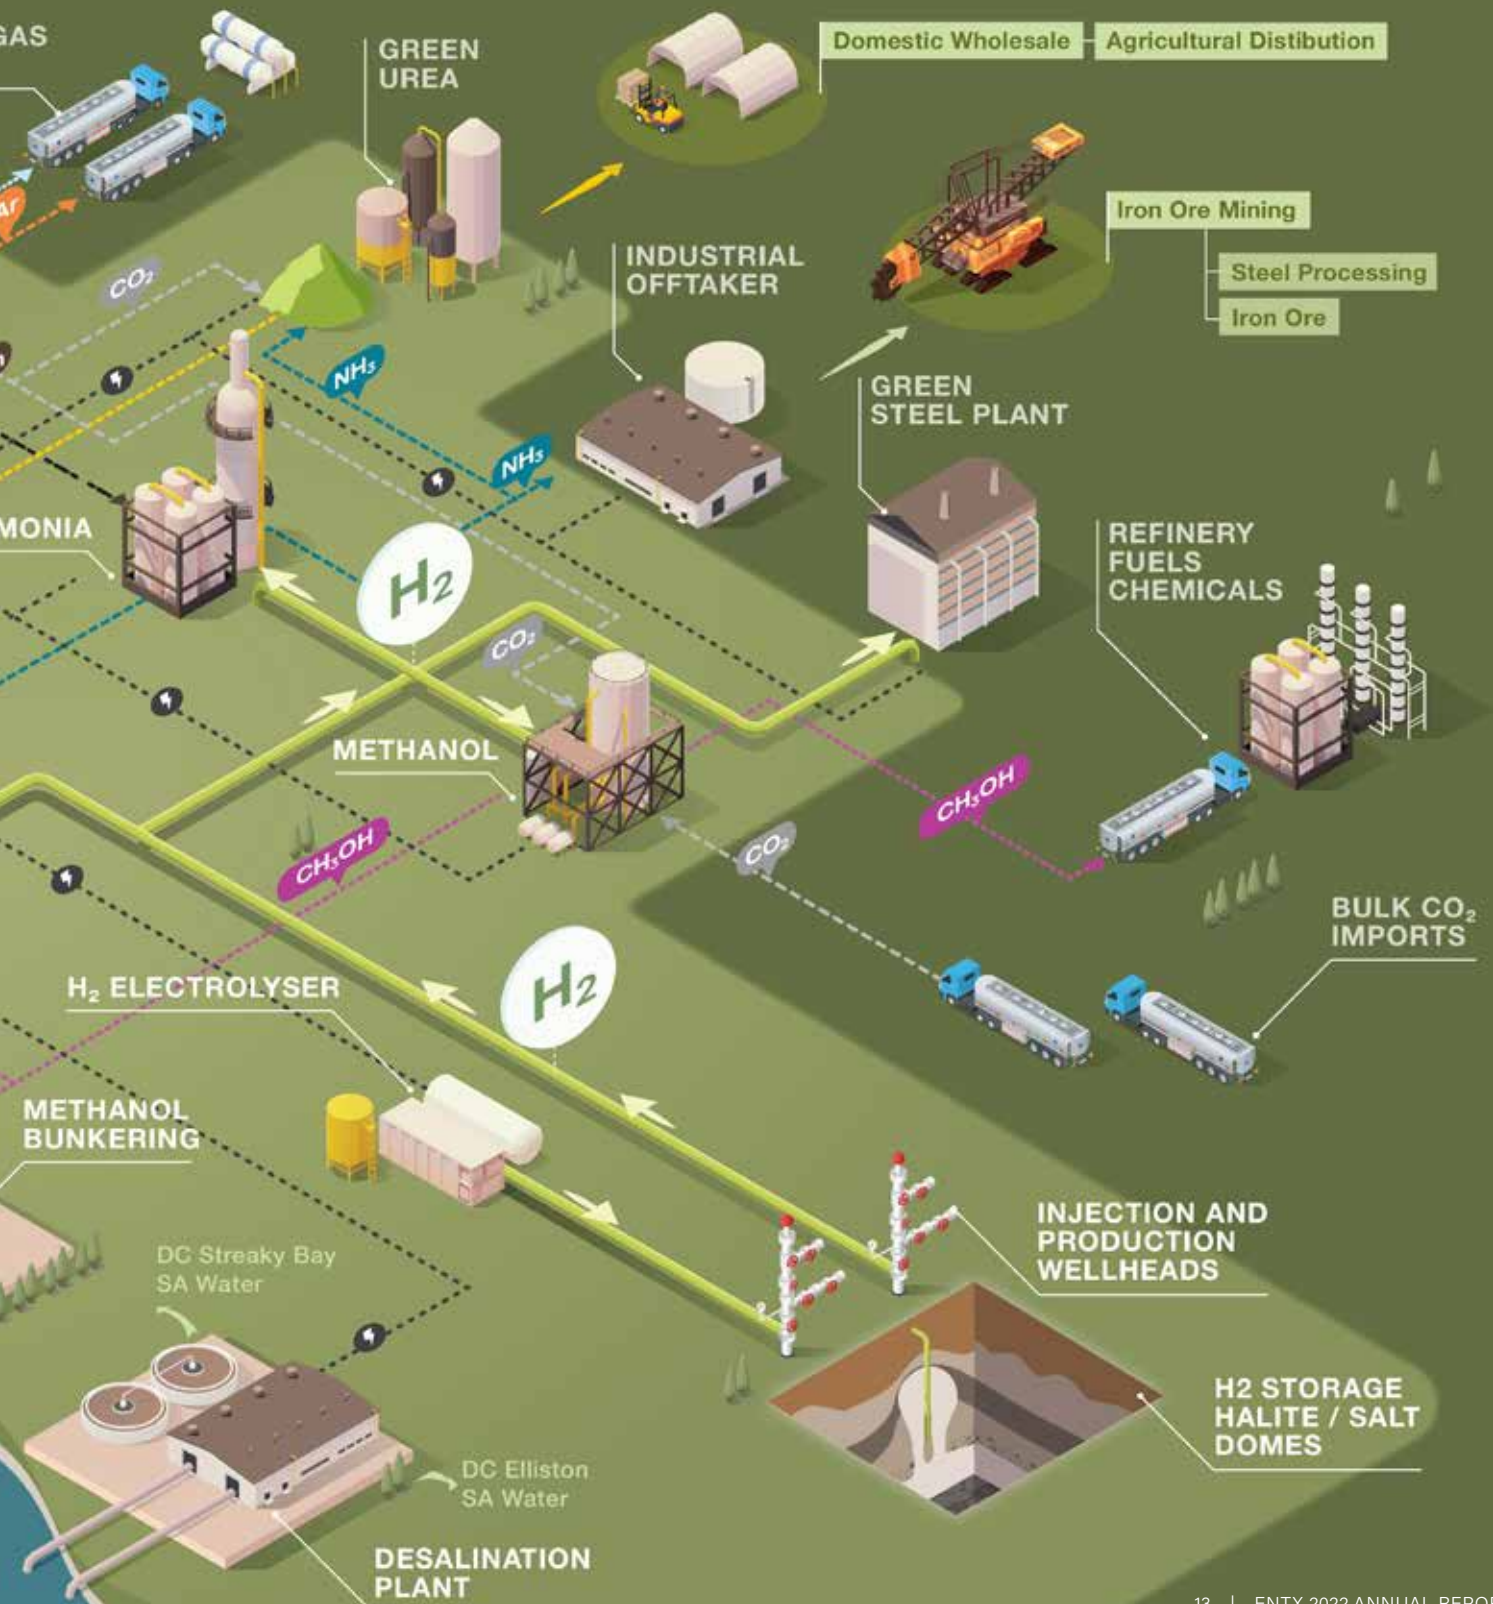 GAS
GREEN
UREA
Domestic Wholesale
Agricultural Distibution
Ar
CO₂
Iron Ore Mining
Steel Processing
Iron Ore
INDUSTRIAL
OFFTAKER
NH₃
NH₃
GREEN
STEEL PLANT
MONIA
H₂
REFINERY
FUELS
CHEMICALS
CO₂
METHANOL
CH₃OH
CH₃OH
CO₂
BULK CO₂
IMPORTS
H₂ ELECTROLYSER
H₂
METHANOL
BUNKERING
INJECTION AND
PRODUCTION
WELLHEADS
DC Streaky Bay
SA Water
H2 STORAGE
HALITE / SALT
DOMES
DC Elliston
SA Water
DESALINATION
PLANT